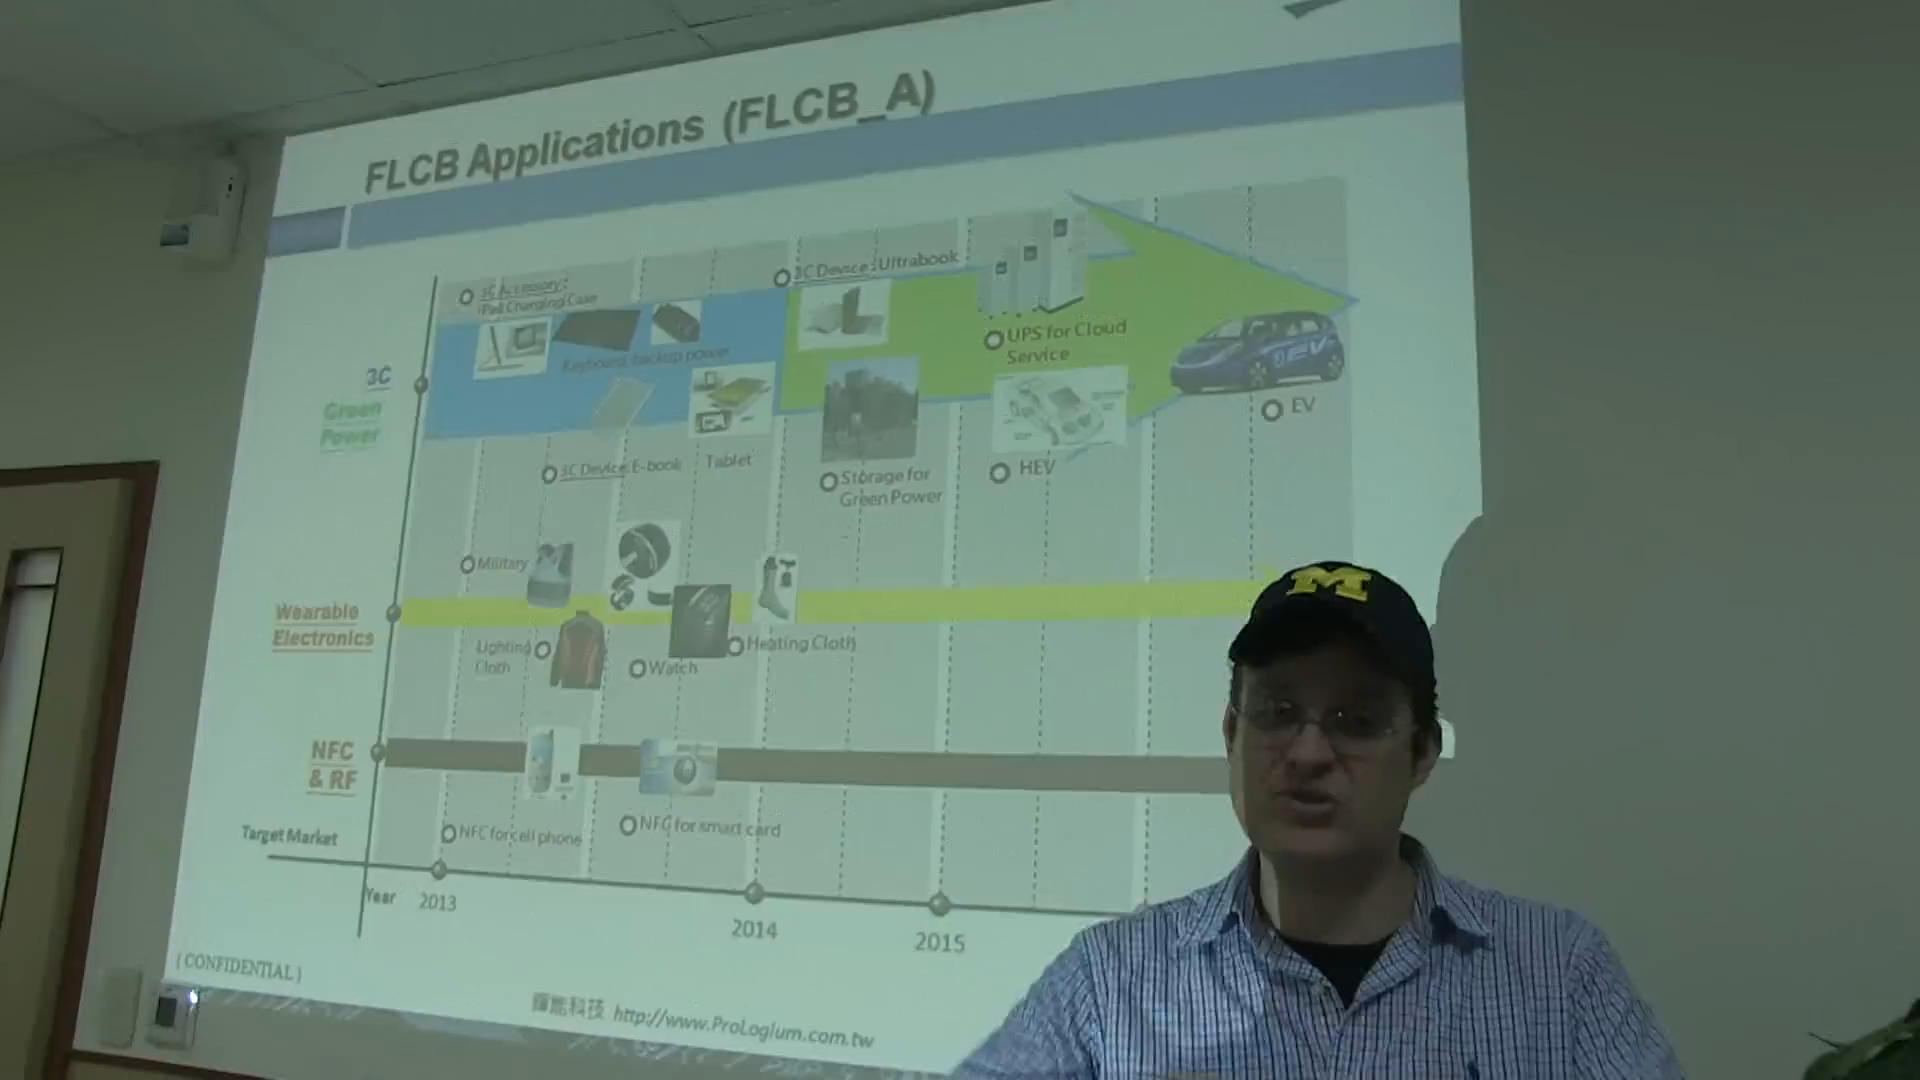 FLCB Applications (FLCB_A)
3C Accessory:
iPad Charging Case
3C Device: Ultrabook
Keyboard backup power
UPS for Cloud
Service
3C
Green
Power
EV
3C Device: E-book
Tablet
Storage for
Green Power
HEV
Military
Wearable
Electronics
Lighting
Cloth
Watch
Heating Cloth
NFC
& RF
NFC for cell phone
NFC for smart card
Target Market
Year
2013
2014
2015
( CONFIDENTIAL )
輝能科技 http://www.ProLogium.com.tw
M
EV